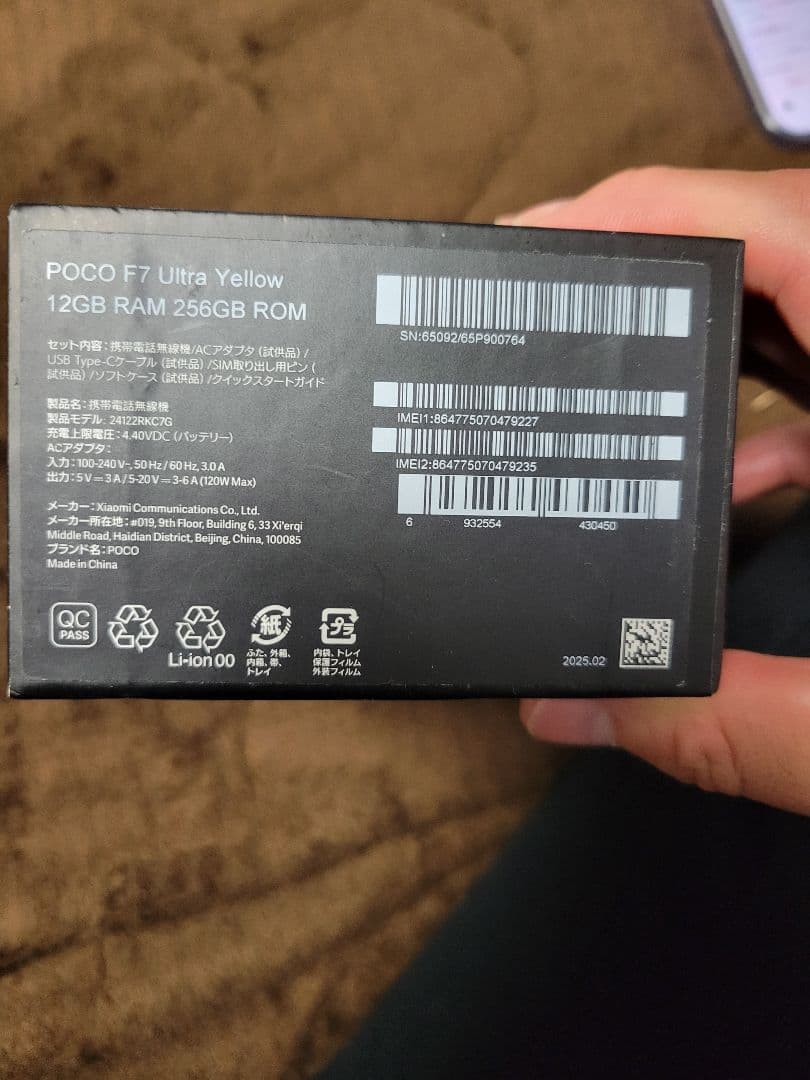 POCO F7 Ultra Yellow
12GB RAM 256GB ROM
セット内容：携帯電話無線機/ACアダプタ（試供品）/
USB Type-Cケーブル（試供品）/SIM取り出し用ピン（
試供品）/ソフトケース（試供品）/クイックスタートガイド
製品名：携帯電話無線機
製品モデル: 24122RKC7G
充電上限電圧：4.40VDC（バッテリー）
ACアダプタ：
入力：100-240 V~, 50 Hz / 60 Hz, 3.0 A
出力：5 V⎓3 A / 5-20 V⎓3-6 A (120W Max)
メーカー：Xiaomi Communications Co., Ltd.
メーカー所在地：#019, 9th Floor, Building 6, 33 Xi'erqi
Middle Road, Haidian District, Beijing, China, 100085
ブランド名：POCO
Made in China
QC
PASS
Li-ion 00
紙
ふた、外箱、
内箱、帯、
トレイ
プラ
内袋、トレイ
保護フィルム
外装フィルム
SN:65092/65P900764
IMEI1:864775070479227
IMEI2:864775070479235
6 932554 430450
2025.02